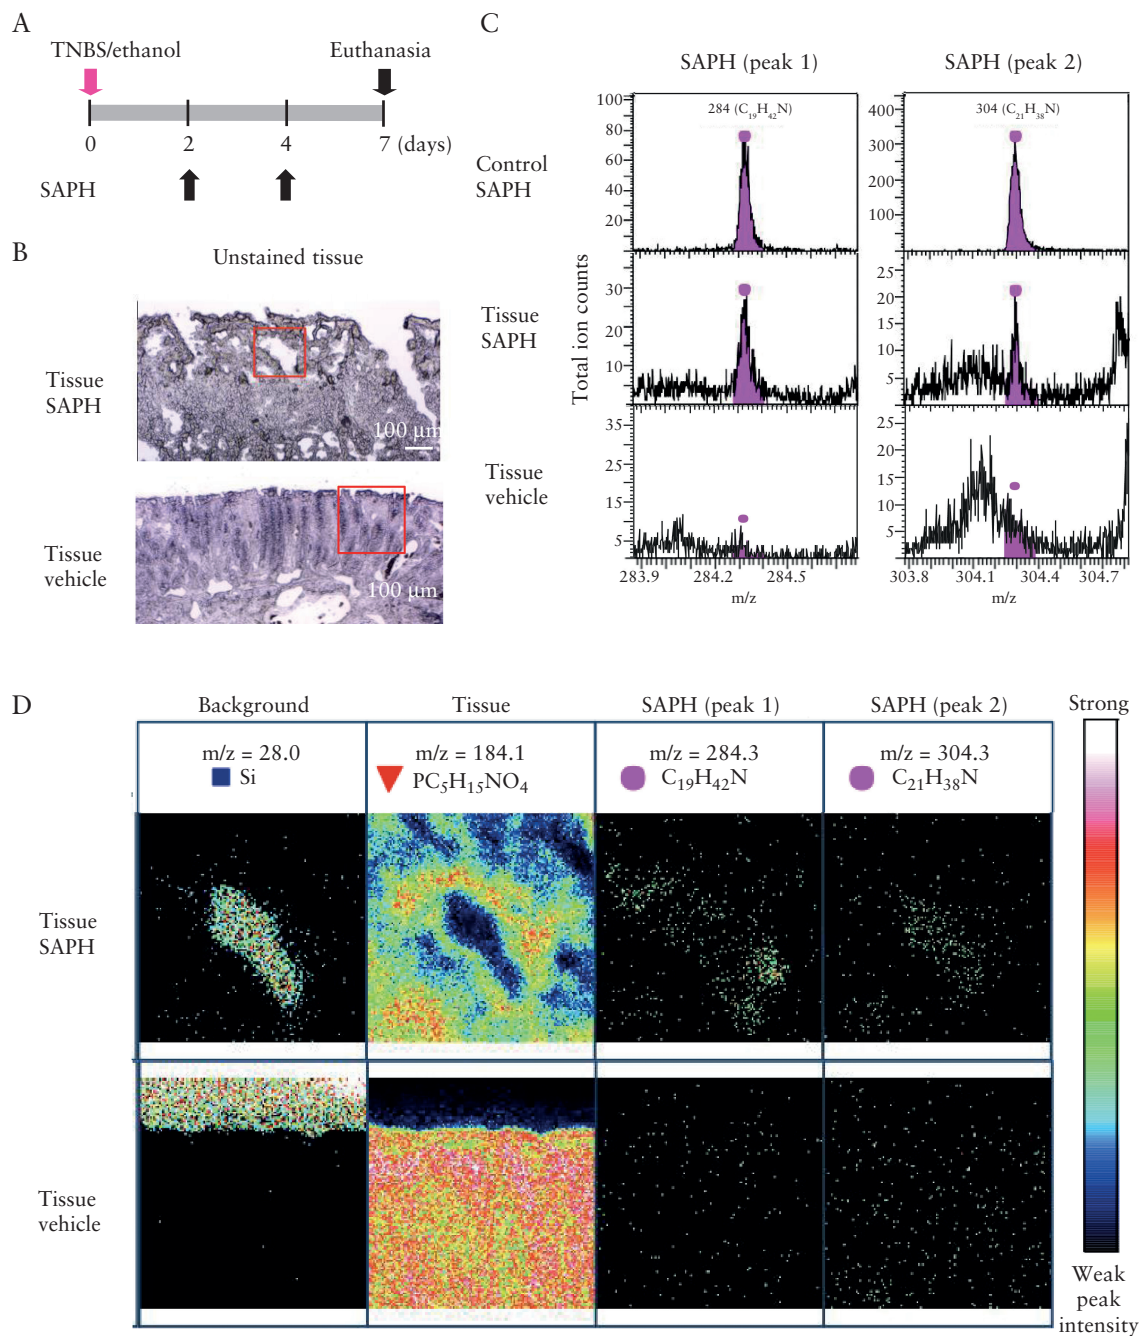 A
TNBS/ethanol
Euthanasia
0 2 4 7 (days)
SAPH
B
Unstained tissue
Tissue
SAPH
100 µm
Tissue
vehicle
100 µm
C
SAPH (peak 1)
SAPH (peak 2)
Control
SAPH
Tissue
SAPH
Tissue
vehicle
Total ion counts
284 (C19H42N)
100
80
60
40
20
304 (C21H38N)
400
300
200
100
30
20
10
25
20
15
10
5
35
25
15
5
25
20
15
10
5
283.9 284.2 284.5
m/z
303.8 304.1 304.4 304.7
m/z
D
Background
Tissue
SAPH (peak 1)
SAPH (peak 2)
m/z = 28.0
Si
m/z = 184.1
PC5H15NO4
m/z = 284.3
C19H42N
m/z = 304.3
C21H38N
Tissue
SAPH
Tissue
vehicle
Strong
Weak
peak
intensity